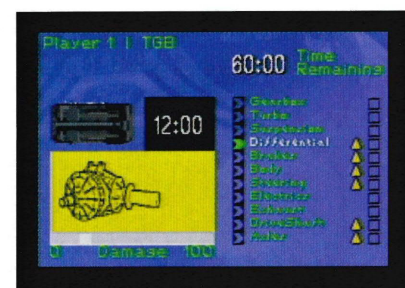 Player 1 | TGB
60:00 Time Remaining
12:00
Gearbox
Turbo
Suspension
Differential
Brakes
Body
Steering
Electrics
Exhaust
DriveShaft
Axles
0 Damage 100